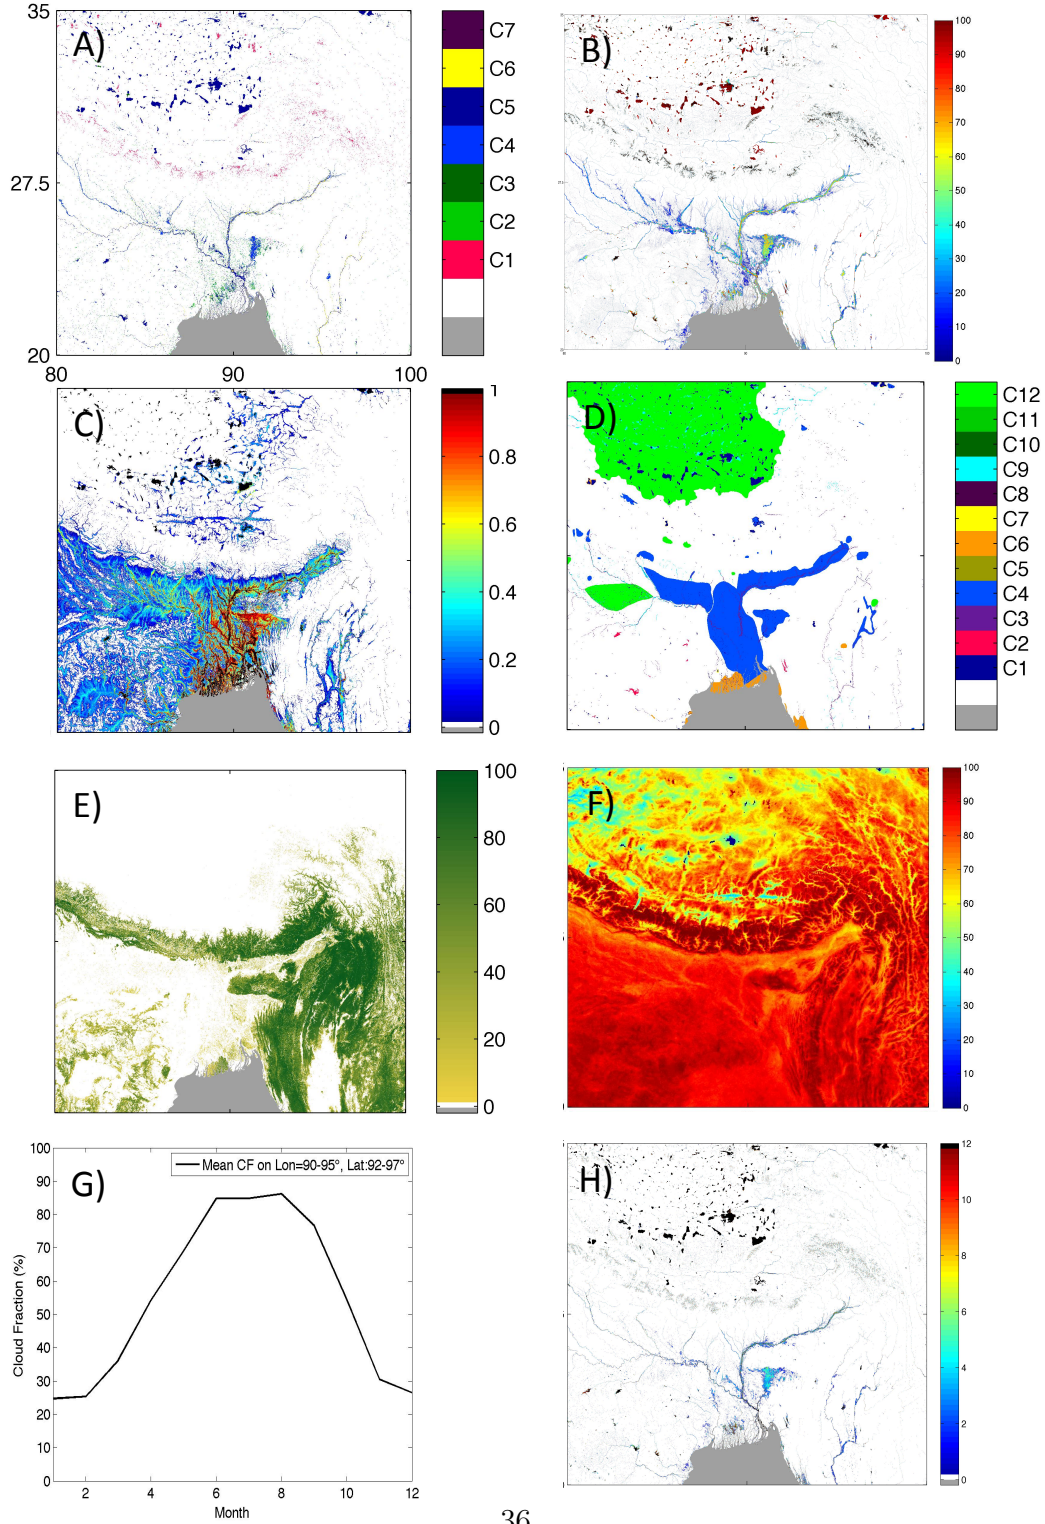 35
27.5
20
80
90
100
A)
C7
C6
C5
C4
C3
C2
C1
B)
100
90
80
70
60
50
40
30
20
10
0
C)
1
0.8
0.6
0.4
0.2
0
D)
C12
C11
C10
C9
C8
C7
C6
C5
C4
C3
C2
C1
E)
100
80
60
40
20
0
F)
100
90
80
70
60
50
40
30
20
10
0
G)
Mean CF on Lon=90-95°, Lat:92-97°
100
90
80
70
60
50
40
30
20
10
0
Cloud Fraction (%)
2 4 6 8 10 12
Month
H)
12
10
8
6
4
2
0
36